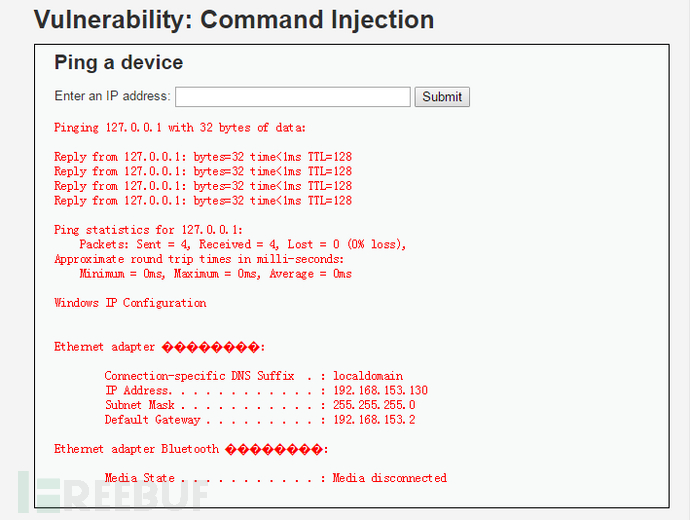 Vulnerability: Command Injection
Ping a device
Enter an IP address: Submit
Pinging 127.0.0.1 with 32 bytes of data:
Reply from 127.0.0.1: bytes=32 time<1ms TTL=128
Reply from 127.0.0.1: bytes=32 time<1ms TTL=128
Reply from 127.0.0.1: bytes=32 time<1ms TTL=128
Reply from 127.0.0.1: bytes=32 time<1ms TTL=128
Ping statistics for 127.0.0.1:
Packets: Sent = 4, Received = 4, Lost = 0 (0% loss),
Approximate round trip times in milli-seconds:
Minimum = 0ms, Maximum = 0ms, Average = 0ms
Windows IP Configuration
Ethernet adapter ��������:
Connection-specific DNS Suffix . : localdomain
IP Address. . . . . . . . . . . . : 192.168.153.130
Subnet Mask . . . . . . . . . . . : 255.255.255.0
Default Gateway . . . . . . . . . : 192.168.153.2
Ethernet adapter Bluetooth ��������:
Media State . . . . . . . . . . . : Media disconnected
FREEBUF